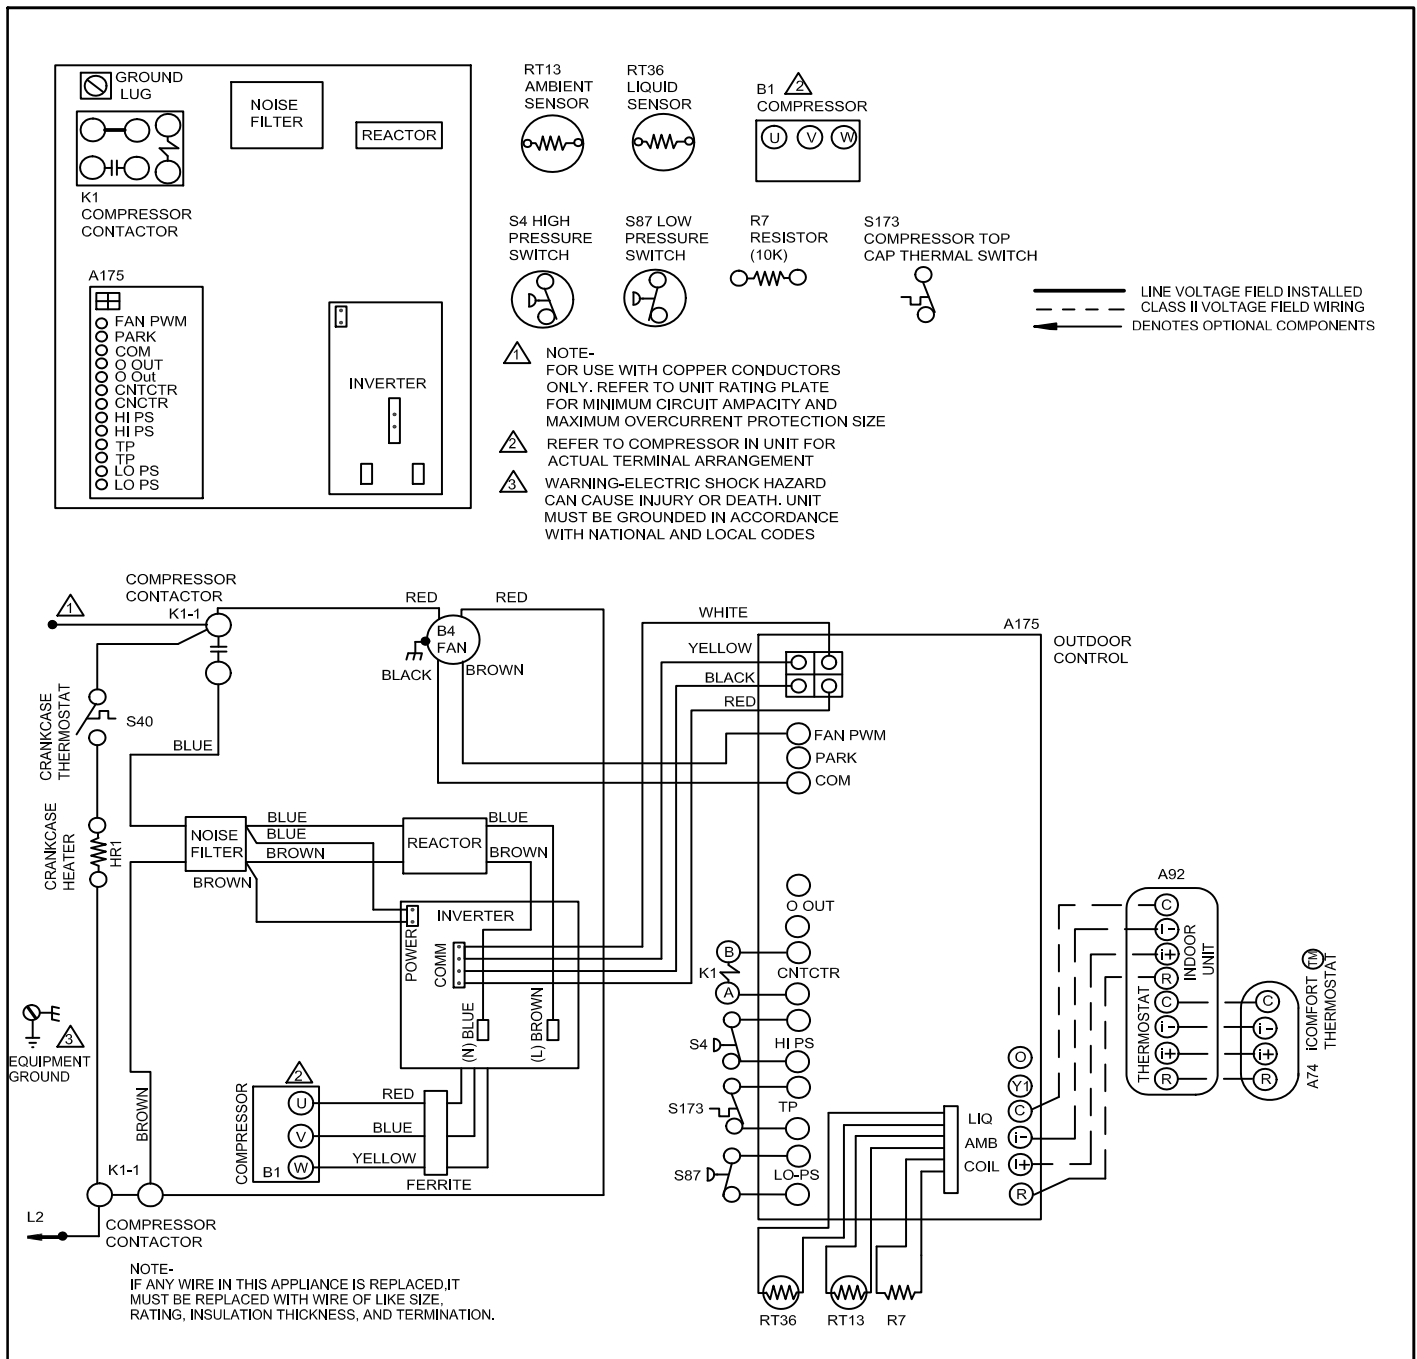 GROUND
LUG
NOISE
FILTER
REACTOR
K1
COMPRESSOR
CONTACTOR
A175
FAN PWM
PARK
COM
O OUT
O Out
CNTCTR
CNCTR
HI PS
HI PS
TP
TP
LO PS
LO PS
INVERTER
RT13
AMBIENT
SENSOR
RT36
LIQUID
SENSOR
B1 2
COMPRESSOR
U V W
S4 HIGH
PRESSURE
SWITCH
S87 LOW
PRESSURE
SWITCH
R7
RESISTOR
(10K)
S173
COMPRESSOR TOP
CAP THERMAL SWITCH
LINE VOLTAGE FIELD INSTALLED
CLASS II VOLTAGE FIELD WIRING
DENOTES OPTIONAL COMPONENTS
1 NOTE-
FOR USE WITH COPPER CONDUCTORS
ONLY. REFER TO UNIT RATING PLATE
FOR MINIMUM CIRCUIT AMPACITY AND
MAXIMUM OVERCURRENT PROTECTION SIZE
2 REFER TO COMPRESSOR IN UNIT FOR
ACTUAL TERMINAL ARRANGEMENT
3 WARNING-ELECTRIC SHOCK HAZARD
CAN CAUSE INJURY OR DEATH. UNIT
MUST BE GROUNDED IN ACCORDANCE
WITH NATIONAL AND LOCAL CODES
COMPRESSOR
CONTACTOR
K1-1
1
RED
RED
B4
FAN
BLACK
BROWN
CRANKCASE
THERMOSTAT
S40
BLUE
CRANKCASE
HEATER
HR1
NOISE
FILTER
BLUE
BLUE
BROWN
BROWN
REACTOR
BLUE
BROWN
INVERTER
POWER
COMM
(N) BLUE
(L) BROWN
3
EQUIPMENT
GROUND
BROWN
2
COMPRESSOR
B1
U
V
W
RED
BLUE
YELLOW
FERRITE
K1-1
L2
COMPRESSOR
CONTACTOR
NOTE-
IF ANY WIRE IN THIS APPLIANCE IS REPLACED,IT
MUST BE REPLACED WITH WIRE OF LIKE SIZE,
RATING, INSULATION THICKNESS, AND TERMINATION.
WHITE
YELLOW
BLACK
RED
A175
OUTDOOR
CONTROL
FAN PWM
PARK
COM
O OUT
B
K1
A
CNTCTR
S4
HI PS
S173
TP
S87
LO-PS
LIQ
AMB
COIL
O
Y1
C
i-
I+
R
RT36
RT13
R7
A92
C
i-
i+
R
INDOOR
UNIT
C
i-
i+
R
THERMOSTAT
C
i-
i+
R
A74 iCOMFORT TM
THERMOSTAT